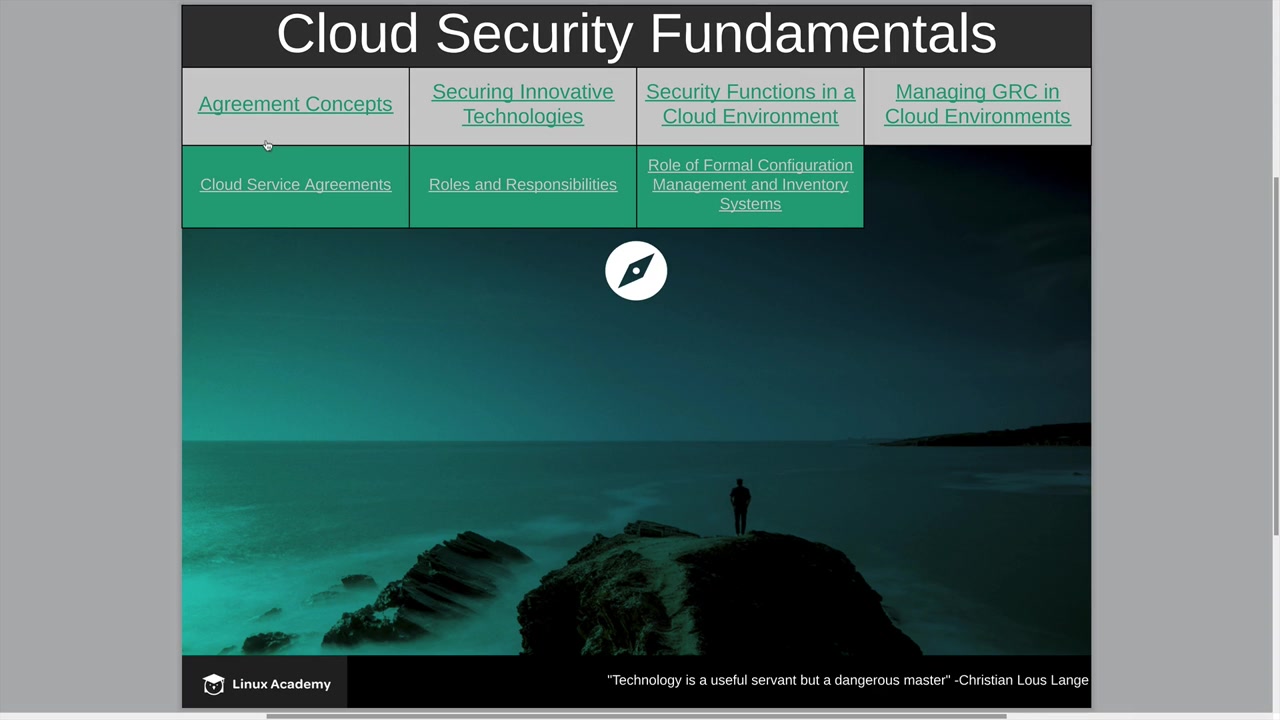 Cloud Security Fundamentals
Agreement Concepts
Securing Innovative
Technologies
Security Functions in a
Cloud Environment
Managing GRC in
Cloud Environments
Cloud Service Agreements
Roles and Responsibilities
Role of Formal Configuration
Management and Inventory
Systems
Linux Academy
"Technology is a useful servant but a dangerous master" -Christian Lous Lange